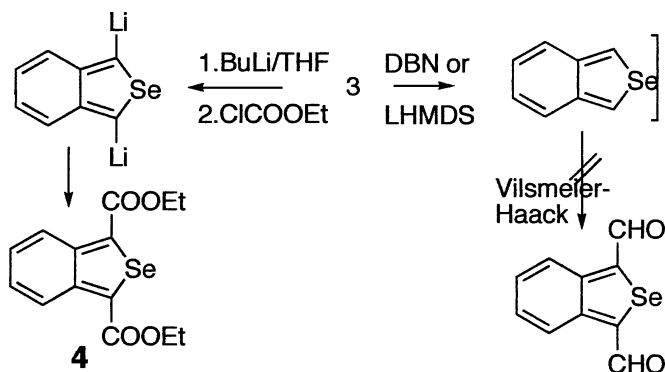 Li
Se
Li
1.BuLi/THF
2.ClCOOEt
3
DBN or
LHMDS
Se
COOEt
Se
COOEt
4
Vilsmeier-
Haack
CHO
Se
CHO